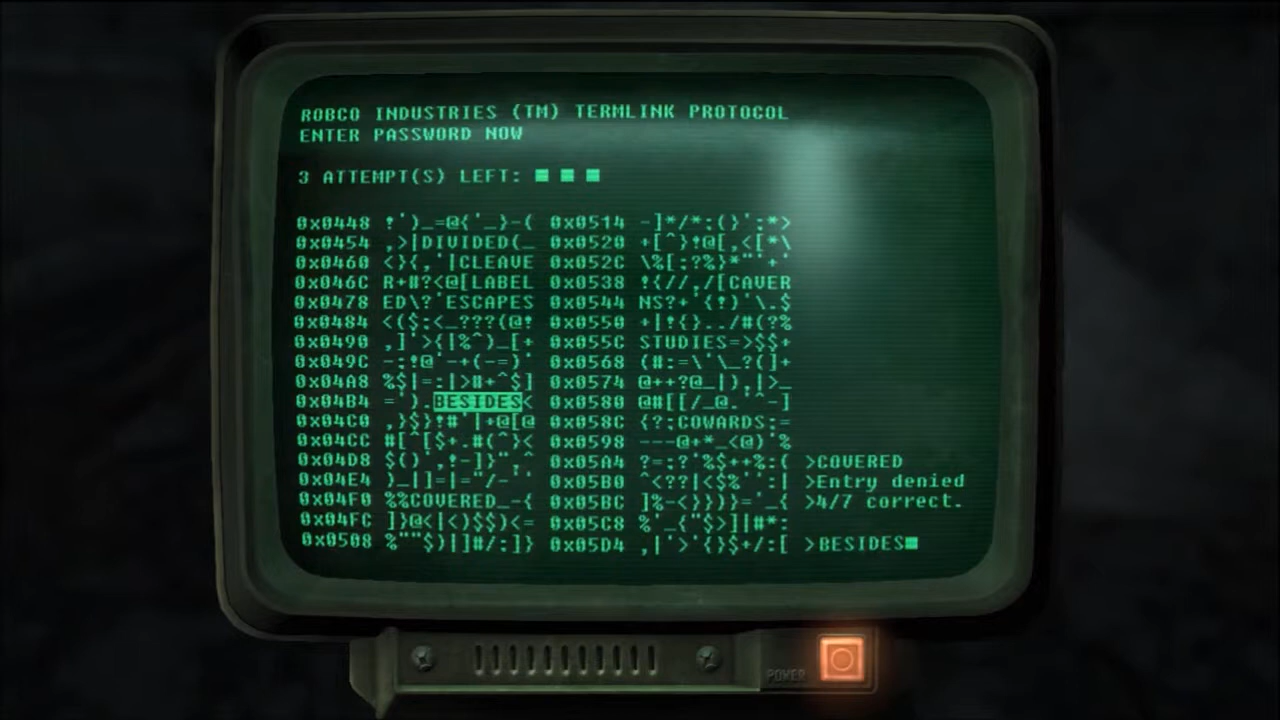 ROBCO INDUSTRIES (TM) TERMLINK PROTOCOL
ENTER PASSWORD NOW
3 ATTEMPT(S) LEFT: ■ ■ ■
0x0448 !')_=@{'_}-( 0x0514 -]*/*:(}':*>
0x0454 ,>|DIVIDED(_ 0x0520 +[^}!@[,<[*\
0x0460 <}{,'|CLEAVE 0x052C \%[;?%}*"'+'
0x046C R+#?<@[LABEL 0x0538 !{//,/[CAVER
0x0478 ED\?'ESCAPES 0x0544 NS?+'{!)'\.$
0x0484 <($:<_???(@! 0x0550 +|!{}../#(?%
0x0490 ,]'>{|%^)_[+ 0x055C STUDIES=>$$+
0x049C -;!@'-+(-=)' 0x0568 (#:=\'\_?(]+
0x04A8 %$|=:|>#+^$] 0x0574 @++?@_|),|>_
0x04B4 =').BESIDES< 0x0580 @#[[/_@.'^-]
0x04C0 ,}$}!#'|+@[@ 0x058C {?;COWARDS;=
0x04CC #[^[$+.#(^}< 0x0598 ---@+*_<@)'%
0x04D8 $()',!-]}",^ 0x05A4 ?=;?'%$++%:( >COVERED
0x04E4 }_|]=|="/-'' 0x05B0 ^<??|<$%'':| >Entry denied
0x04F0 %%COVERED_-{ 0x05BC ]%-<}})}='_{ >4/7 correct.
0x04FC ]}@<|<)$$)<= 0x05C8 %'_{"$>]|#*:
0x0508 %""$)|]#/:]} 0x05D4 ,|'>'{}$+/:[ >BESIDES■